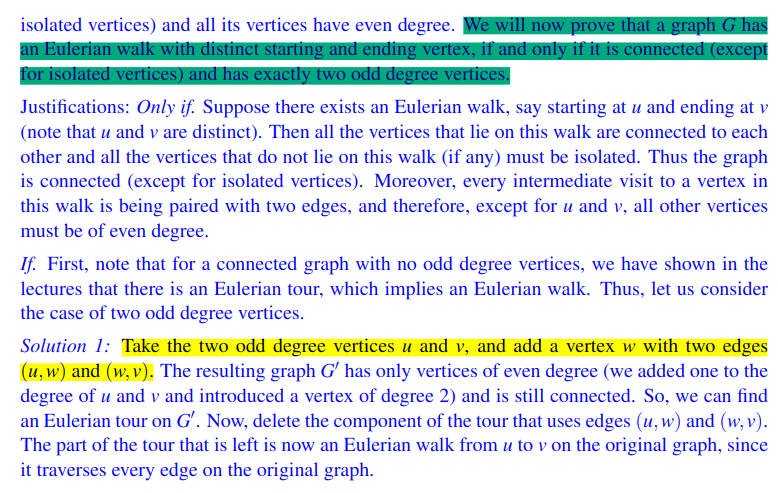 isolated vertices) and all its vertices have even degree. We will now prove that a graph G has
an Eulerian walk with distinct starting and ending vertex, if and only if it is connected (except
for isolated vertices) and has exactly two odd degree vertices.
Justifications: Only if. Suppose there exists an Eulerian walk, say starting at u and ending at v
(note that u and v are distinct). Then all the vertices that lie on this walk are connected to each
other and all the vertices that do not lie on this walk (if any) must be isolated. Thus the graph
is connected (except for isolated vertices). Moreover, every intermediate visit to a vertex in
this walk is being paired with two edges, and therefore, except for u and v, all other vertices
must be of even degree.
If. First, note that for a connected graph with no odd degree vertices, we have shown in the
lectures that there is an Eulerian tour, which implies an Eulerian walk. Thus, let us consider
the case of two odd degree vertices.
Solution 1: Take the two odd degree vertices u and v, and add a vertex w with two edges
(u,w) and (w,v). The resulting graph G′ has only vertices of even degree (we added one to the
degree of u and v and introduced a vertex of degree 2) and is still connected. So, we can find
an Eulerian tour on G′. Now, delete the component of the tour that uses edges (u,w) and (w,v).
The part of the tour that is left is now an Eulerian walk from u to v on the original graph, since
it traverses every edge on the original graph.